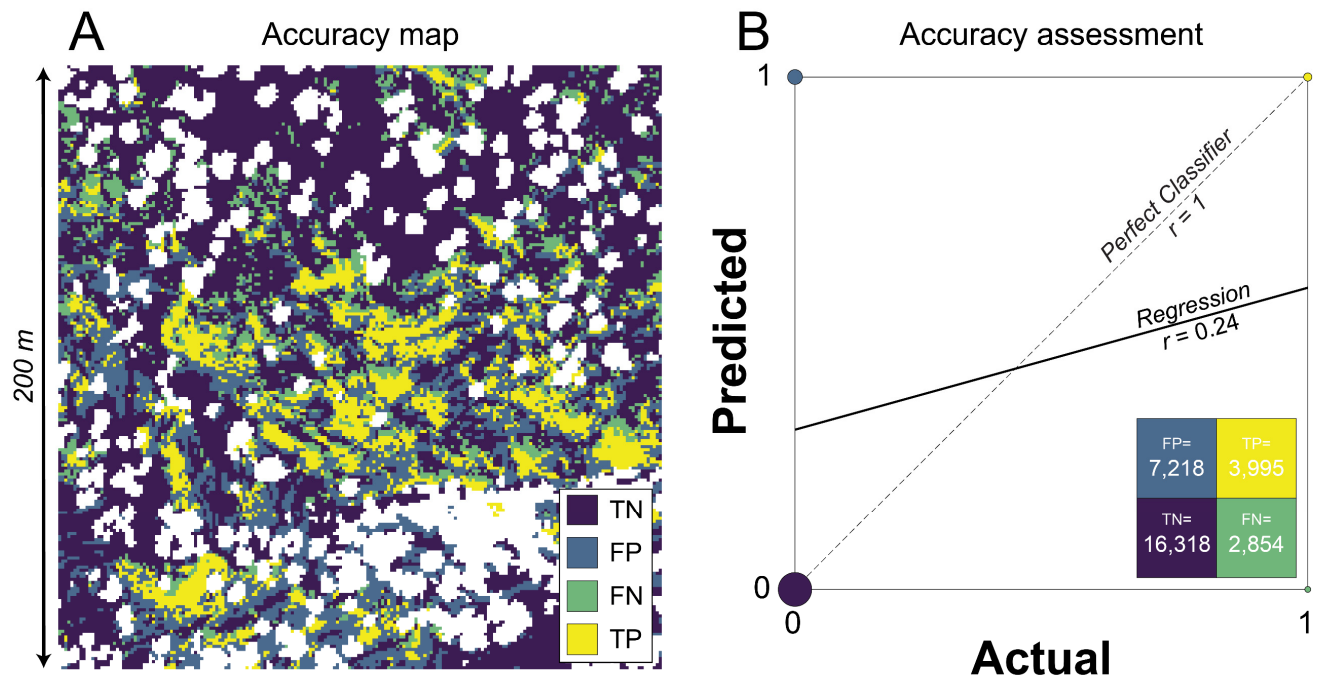 A
Accuracy map
200 m
TN
FP
FN
TP
B
Accuracy assessment
1
Predicted
0
0
1
Actual
Perfect Classifier
r = 1
Regression
r = 0.24
FP=
7,218
TP=
3,995
TN=
16,318
FN=
2,854